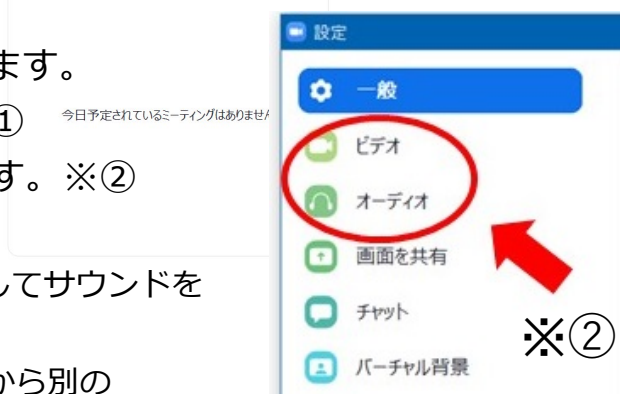 ます。
① 今日予定されているミーティングはありません
す。※②
してサウンドを
から別の
設定
一般
ビデオ
オーディオ
画面を共有
チャット
バーチャル背景
※②